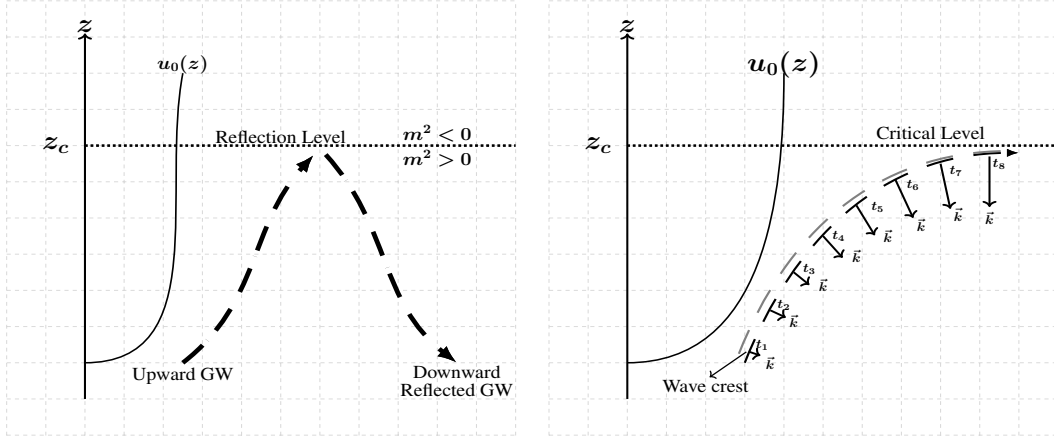 z
u₀(z)
Reflection Level
m² < 0
z_c
m² > 0
Upward GW
Downward
Reflected GW
z
u₀(z)
Critical Level
z_c
t₈
t₇
t₆
k⃗
t₅
k⃗
k⃗
t₄
k⃗
t₃
k⃗
k⃗
t₂
k⃗
t₁
k⃗
Wave crest